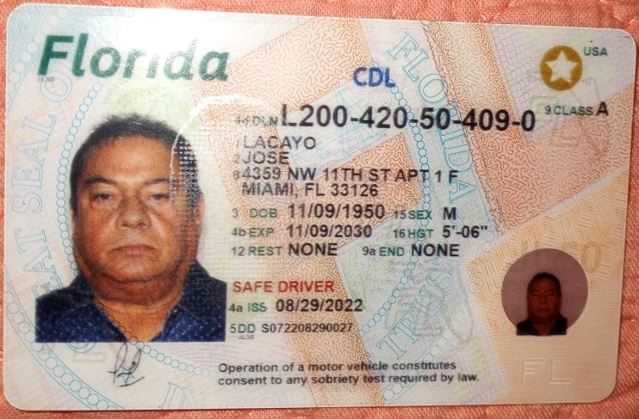 Florida
USA
CDL
4d DLN L200-420-50-409-0
9 CLASS A
1 LACAYO
2 JOSE
8 4359 NW 11TH ST APT 1 F
MIAMI, FL 33126
3 DOB 11/09/1950 15 SEX M
4b EXP 11/09/2030 16 HGT 5'-06"
12 REST NONE 9a END NONE
SAFE DRIVER
4a ISS 08/29/2022
5DD S072208290027
Operation of a motor vehicle constitutes
consent to any sobriety test required by law.
FL